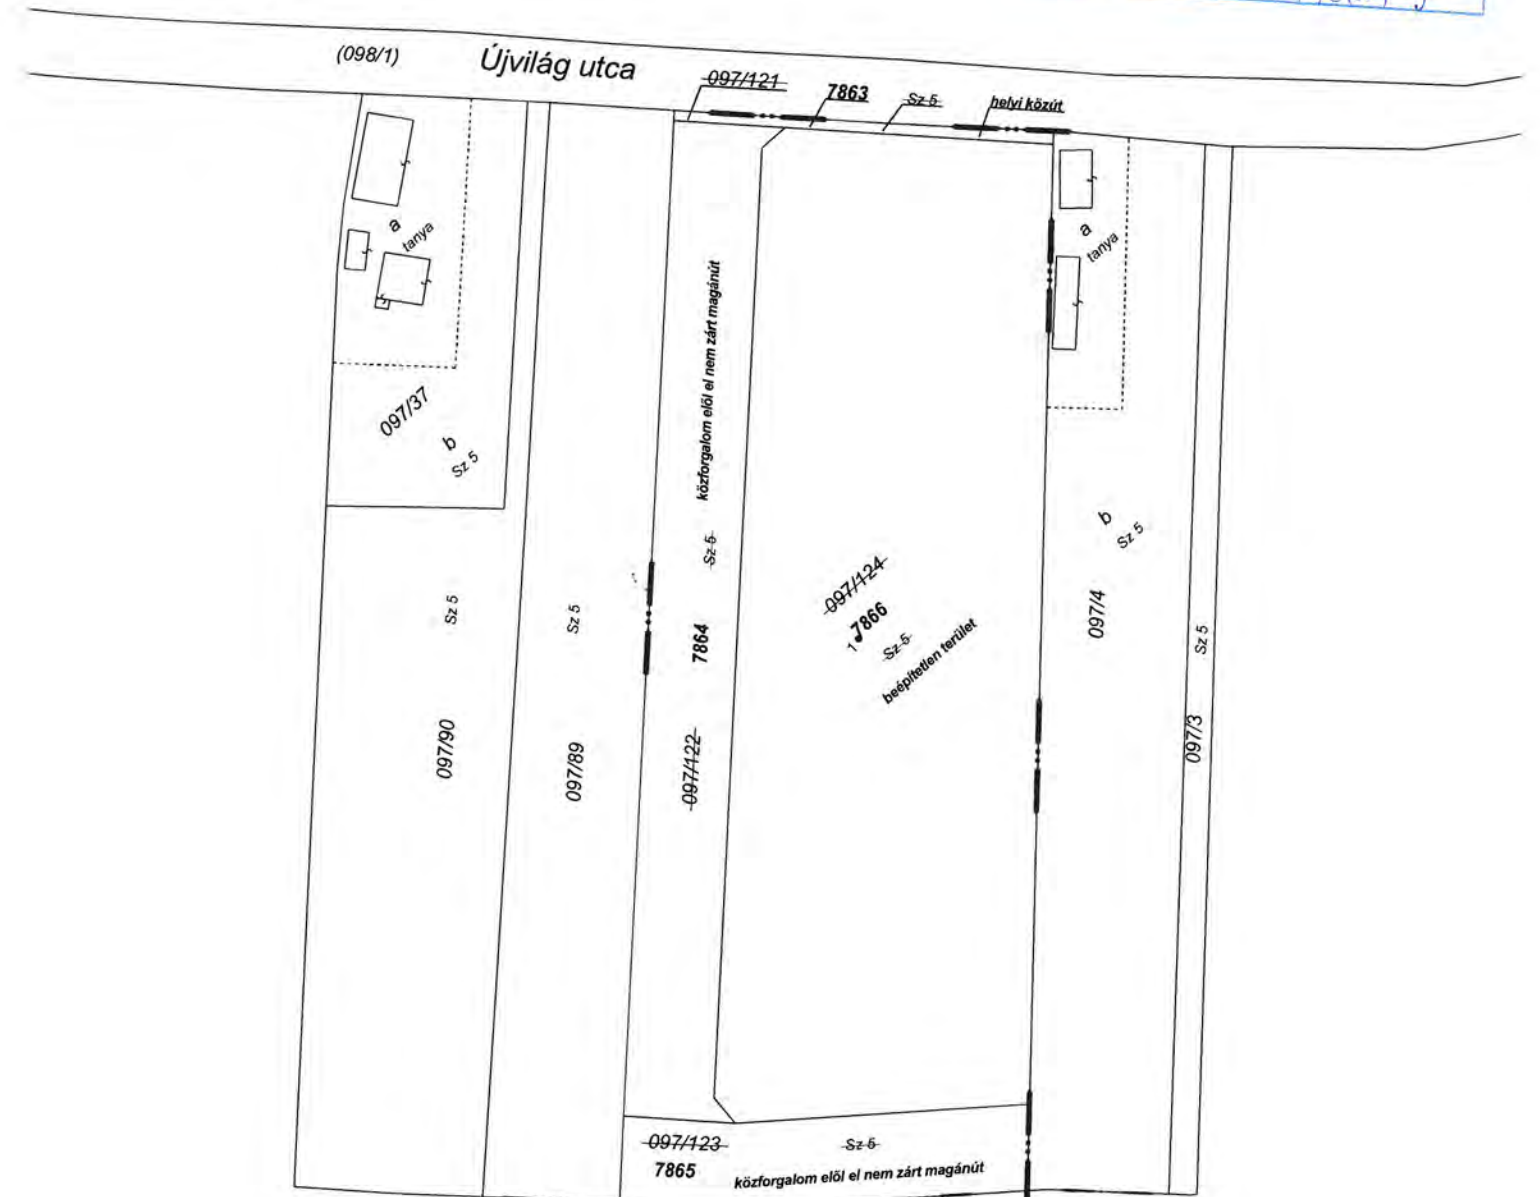 (098/1)
Újvilág utca
097/121
7863
Sz 5
helyi közút
a
tanya
097/37
b
Sz 5
közforgalom elől el nem zárt magánút
Sz 5
7864
097/122
a
tanya
b
Sz 5
097/4
Sz 5
097/3
Sz 5
097/90
Sz 5
097/89
097/124
7866
1
Sz 5
beépítetlen terület
097/123
Sz 5
7865
közforgalom elől el nem zárt magánút